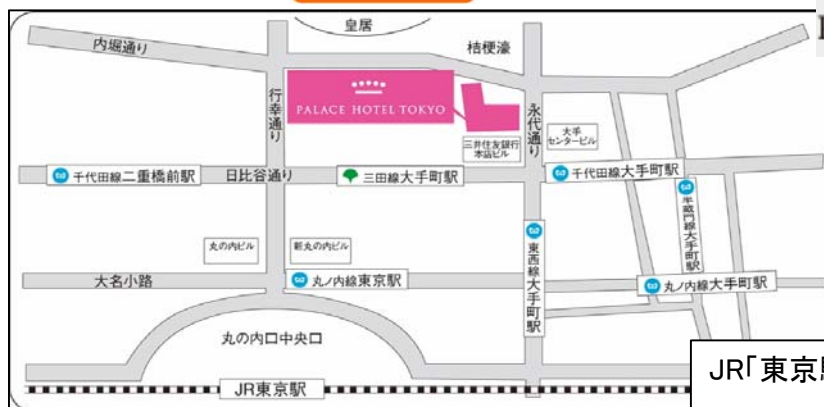 皇居
内堀通り
桔梗濠
行幸通り
PALACE HOTEL TOKYO
永代通り
三井住友銀行
本店ビル
大手
センタービル
千代田線二重橋前駅
日比谷通り
三田線大手町駅
千代田線大手町駅
半蔵門線大手町駅
丸の内ビル
新丸の内ビル
東西線大手町駅
大名小路
丸ノ内線東京駅
丸ノ内線大手町駅
丸の内口中央口
JR東京駅
JR「東京